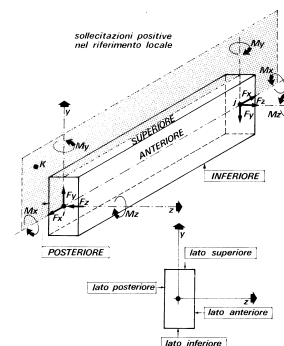 sollecitazioni positive
nel riferimento locale
My
Mx
Fx
j
Fz
Fy
Mz
y
SUPERIORE
ANTERIORE
My
K
INFERIORE
Mx
Fy
Fz
Fx
i
Mz
z
POSTERIORE
y
lato superiore
lato posteriore
z
lato anteriore
lato inferiore